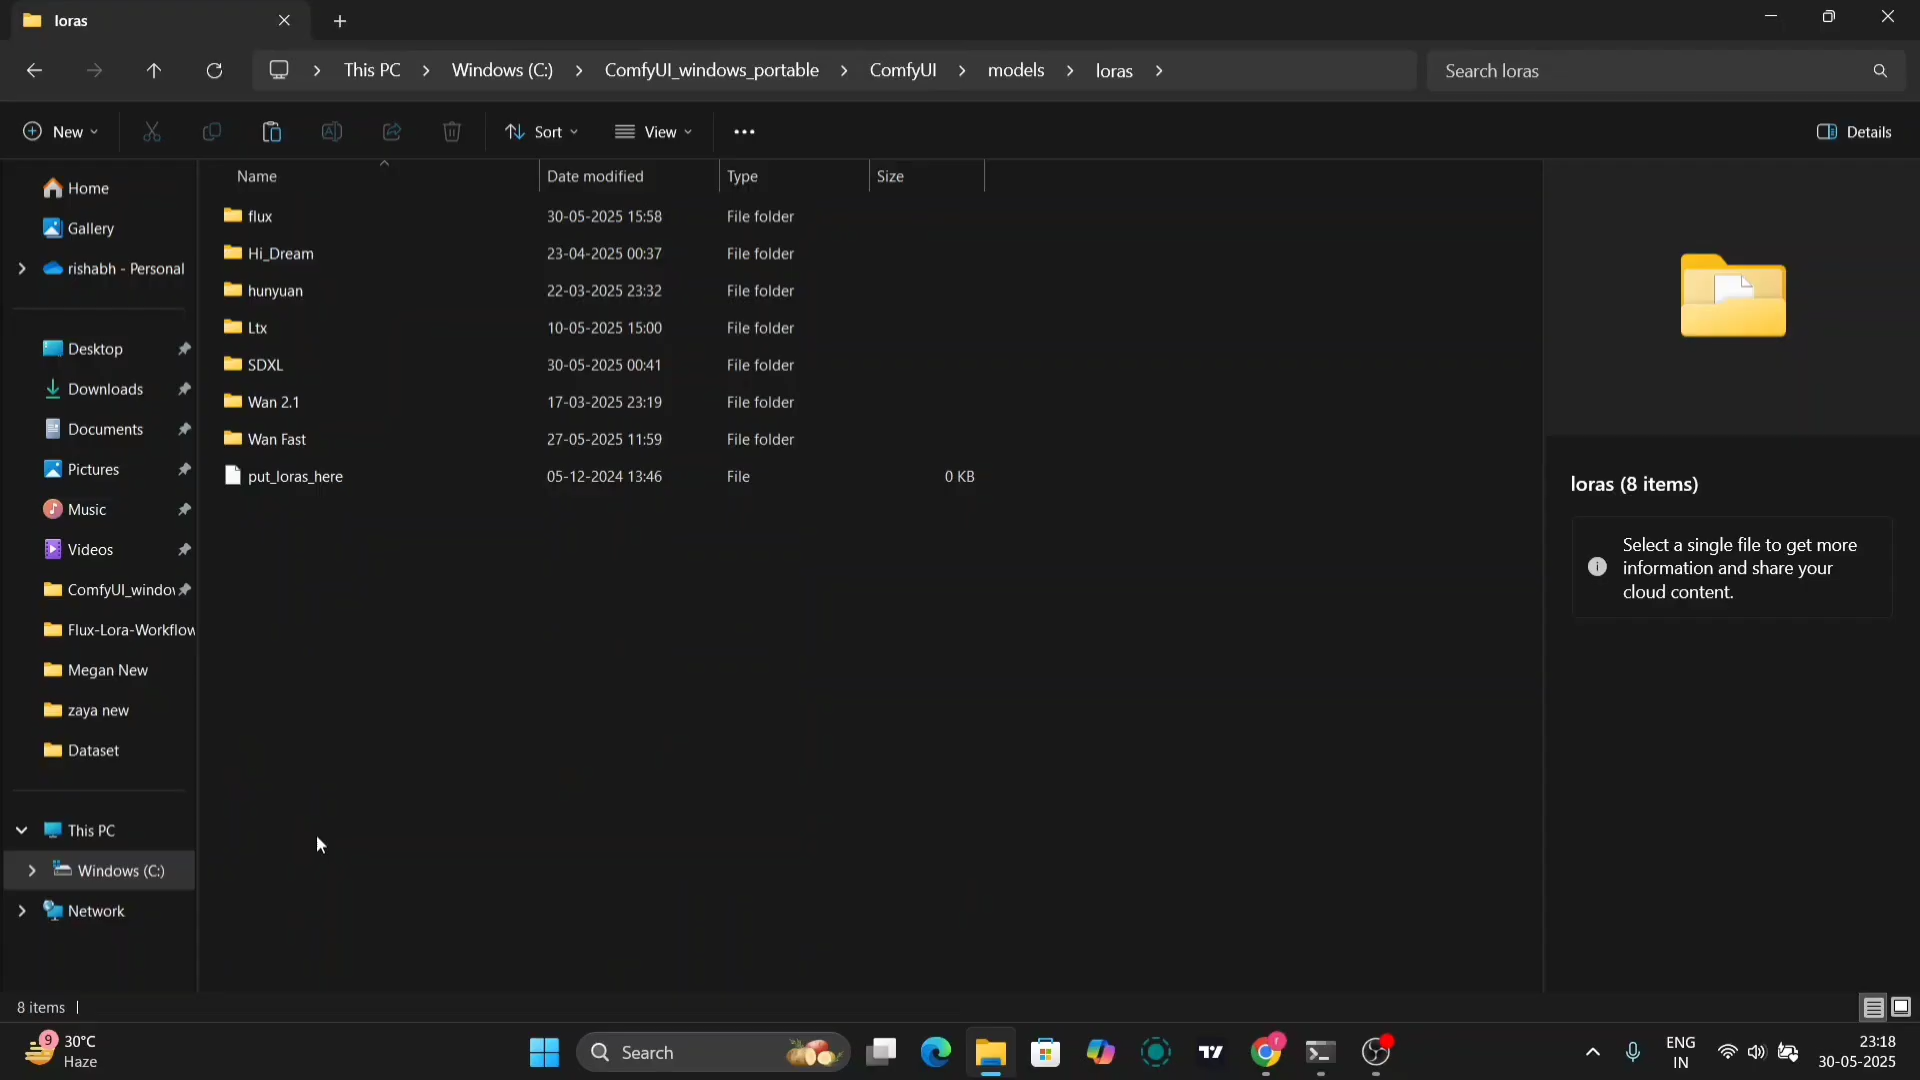 loras
This PC > Windows (C:) > ComfyUI_windows_portable > ComfyUI > models > loras >
Search loras
New
Sort
View
Details
Home
Gallery
rishabh - Personal
Desktop
Downloads
Documents
Pictures
Music
Videos
ComfyUI_windov
Flux-Lora-Workflow
Megan New
zaya new
Dataset
This PC
Windows (C:)
Network
Name Date modified Type Size
flux 30-05-2025 15:58 File folder
Hi_Dream 23-04-2025 00:37 File folder
hunyuan 22-03-2025 23:32 File folder
Ltx 10-05-2025 15:00 File folder
SDXL 30-05-2025 00:41 File folder
Wan 2.1 17-03-2025 23:19 File folder
Wan Fast 27-05-2025 11:59 File folder
put_loras_here 05-12-2024 13:46 File 0 KB
loras (8 items)
Select a single file to get more
information and share your
cloud content.
8 items
9
30°C
Haze
Search
r
ENG
IN
23:18
30-05-2025